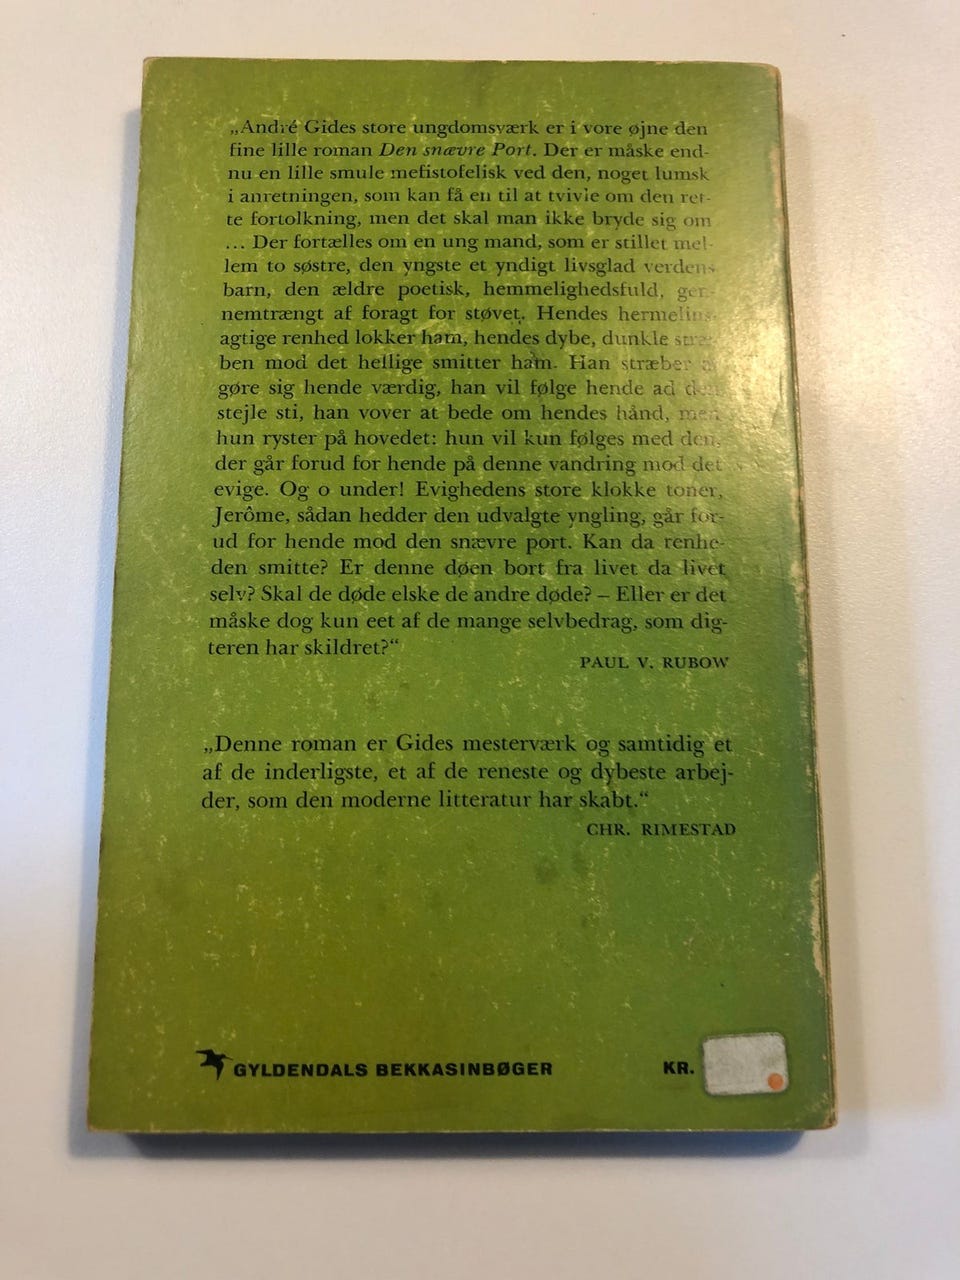 „André Gides store ungdomsværk er i vore øjne den
fine lille roman Den snævre Port. Der er måske end-
nu en lille smule mefistofelisk ved den, noget lumsk
i anretningen, som kan få en til at tvivle om den ret-
te fortolkning, men det skal man ikke bryde sig om
... Der fortælles om en ung mand, som er stillet mel-
lem to søstre, den yngste et yndigt livsglad verdens
barn, den ældre poetisk, hemmelighedsfuld, gen-
nemtrængt af foragt for støvet. Hendes hermelins-
agtige renhed lokker ham, hendes dybe, dunkle stræ-
ben mod det hellige smitter ham. Han stræber
gøre sig hende værdig, han vil følge hende ad den
stejle sti, han vover at bede om hendes hånd, men
hun ryster på hovedet: hun vil kun følges med den,
der går forud for hende på denne vandring mod det
evige. Og o under! Evighedens store klokke toner,
Jerôme, sådan hedder den udvalgte yngling, går for-
ud for hende mod den snævre port. Kan da renhe-
den smitte? Er denne døen bort fra livet da livet
selv? Skal de døde elske de andre døde? – Eller er det
måske dog kun eet af de mange selvbedrag, som dig-
teren har skildret?“
PAUL V. RUBOW
„Denne roman er Gides mesterværk og samtidig et
af de inderligste, et af de reneste og dybeste arbej-
der, som den moderne litteratur har skabt.“
CHR. RIMESTAD
GYLDENDALS BEKKASINBØGER KR.